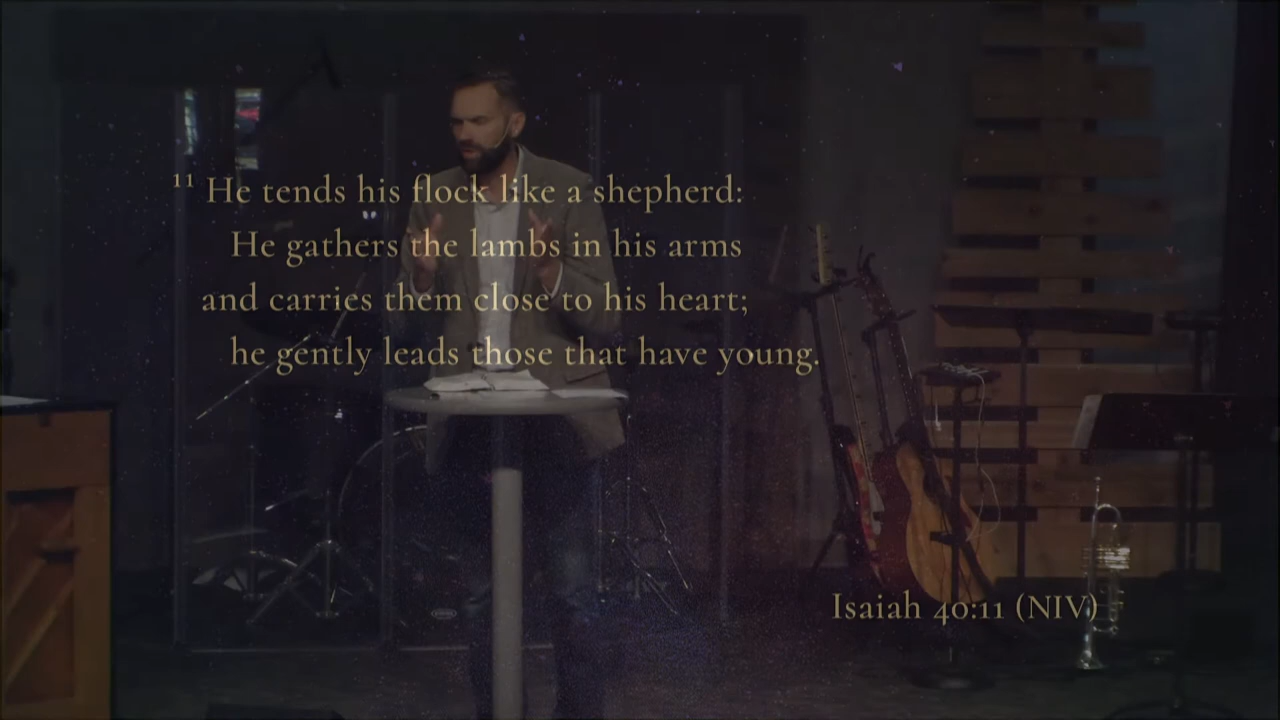 ¹¹ He tends his flock like a shepherd:
He gathers the lambs in his arms
and carries them close to his heart;
he gently leads those that have young.
Isaiah 40:11 (NIV)